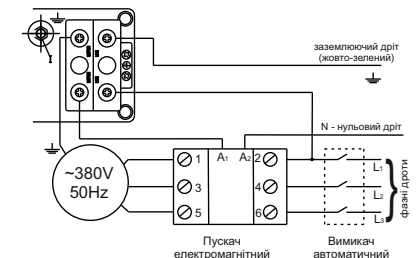 заземлюючий дріт
(жовто-зелений)
N - нульовий дріт
1 A1 A2 2
3 4
5 6
~380V
50Hz
L1
L2
L3
фазні дроти
Пускач
електромагнітний
Вимикач
автоматичний